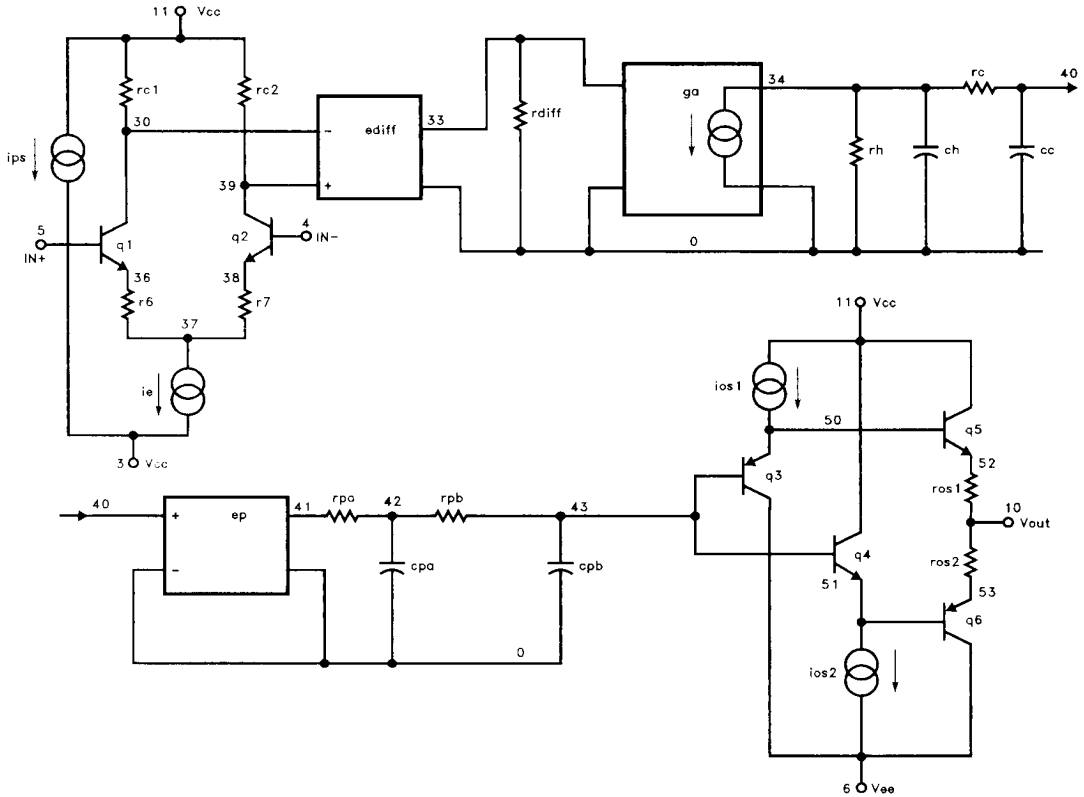 11 Vcc
rc1
rc2
30
ips
39
5
IN+
q1
q2
4
IN-
36
38
r6
r7
37
ie
3 Vcc
-
ediff
+
33
rdiff
ga
34
rc
40
rh
ch
cc
0
40
+
ep
-
41
rpa
42
rpb
43
cpa
cpb
0
11 Vcc
ios1
50
q5
q3
52
ros1
10
Vout
q4
ros2
51
53
q6
ios2
6 Vee